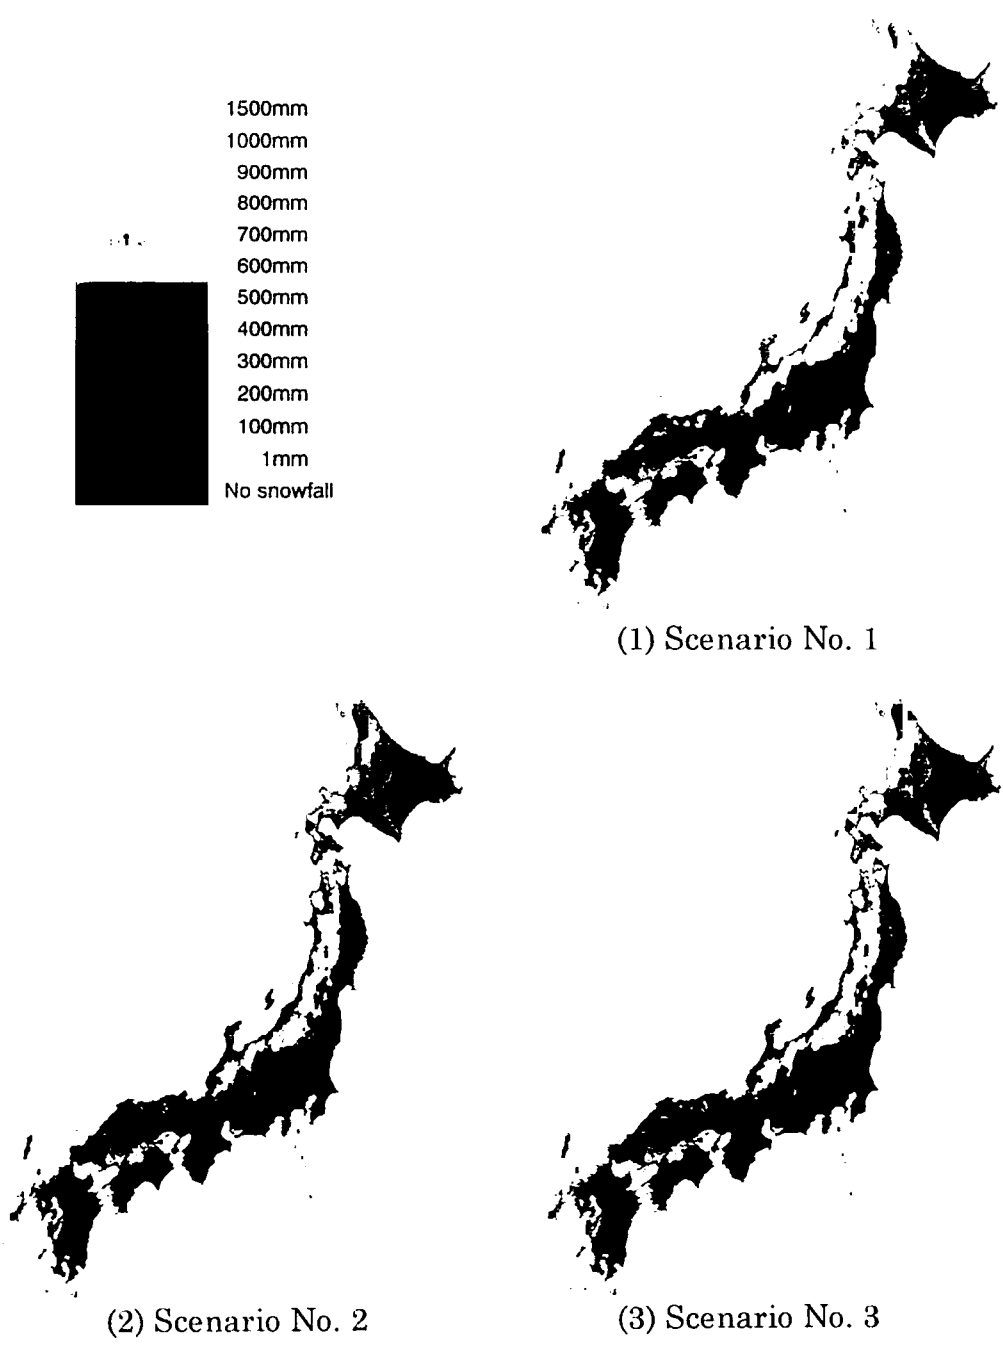 1500mm
1000mm
900mm
800mm
700mm
600mm
500mm
400mm
300mm
200mm
100mm
1mm
No snowfall
(1) Scenario No. 1
(2) Scenario No. 2
(3) Scenario No. 3